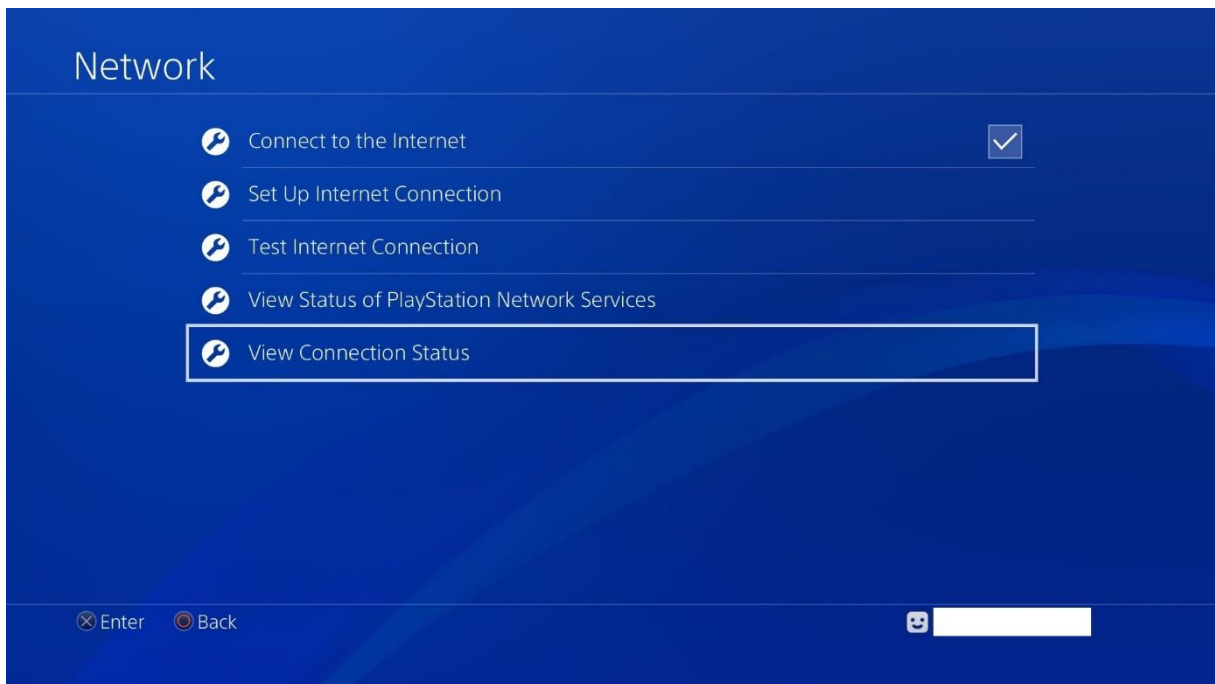 Network
Connect to the Internet
Set Up Internet Connection
Test Internet Connection
View Status of PlayStation Network Services
View Connection Status
Enter Back